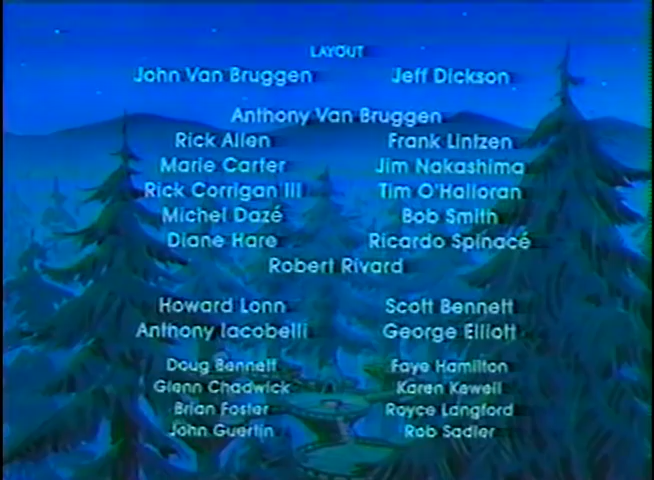 LAYOUT
John Van Bruggen Jeff Dickson
Anthony Van Bruggen
Rick Allen Frank Lintzen
Marie Carter Jim Nakashima
Rick Corrigan III Tim O'Halloran
Michel Dazé Bob Smith
Diane Hare Ricardo Spinacé
Robert Rivard
Howard Lonn Scott Bennett
Anthony Iacobelli George Elliott
Doug Bennett Faye Hamilton
Glenn Chadwick Karen Kewell
Brian Foster Royce Langford
John Guertin Rob Sadler